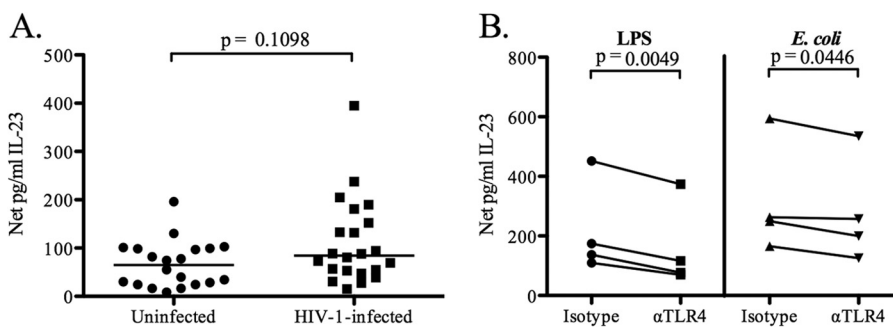 A.
p = 0.1098
Net pg/ml IL-23
500
400
300
200
100
0
Uninfected
HIV-1-infected
B.
LPS
E. coli
p = 0.0049
p = 0.0446
Net pg/ml IL-23
800
600
400
200
0
Isotype
αTLR4
Isotype
αTLR4